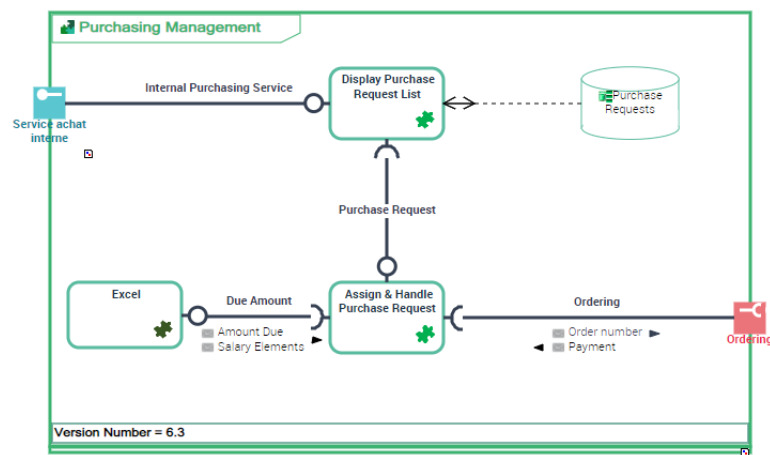 Purchasing Management
Internal Purchasing Service
Display Purchase
Request List
Purchase
Requests
Service achat
interne
Purchase Request
Excel
Due Amount
Assign & Handle
Purchase Request
Ordering
Amount Due
Salary Elements
Order number
Payment
Ordering
Version Number = 6.3